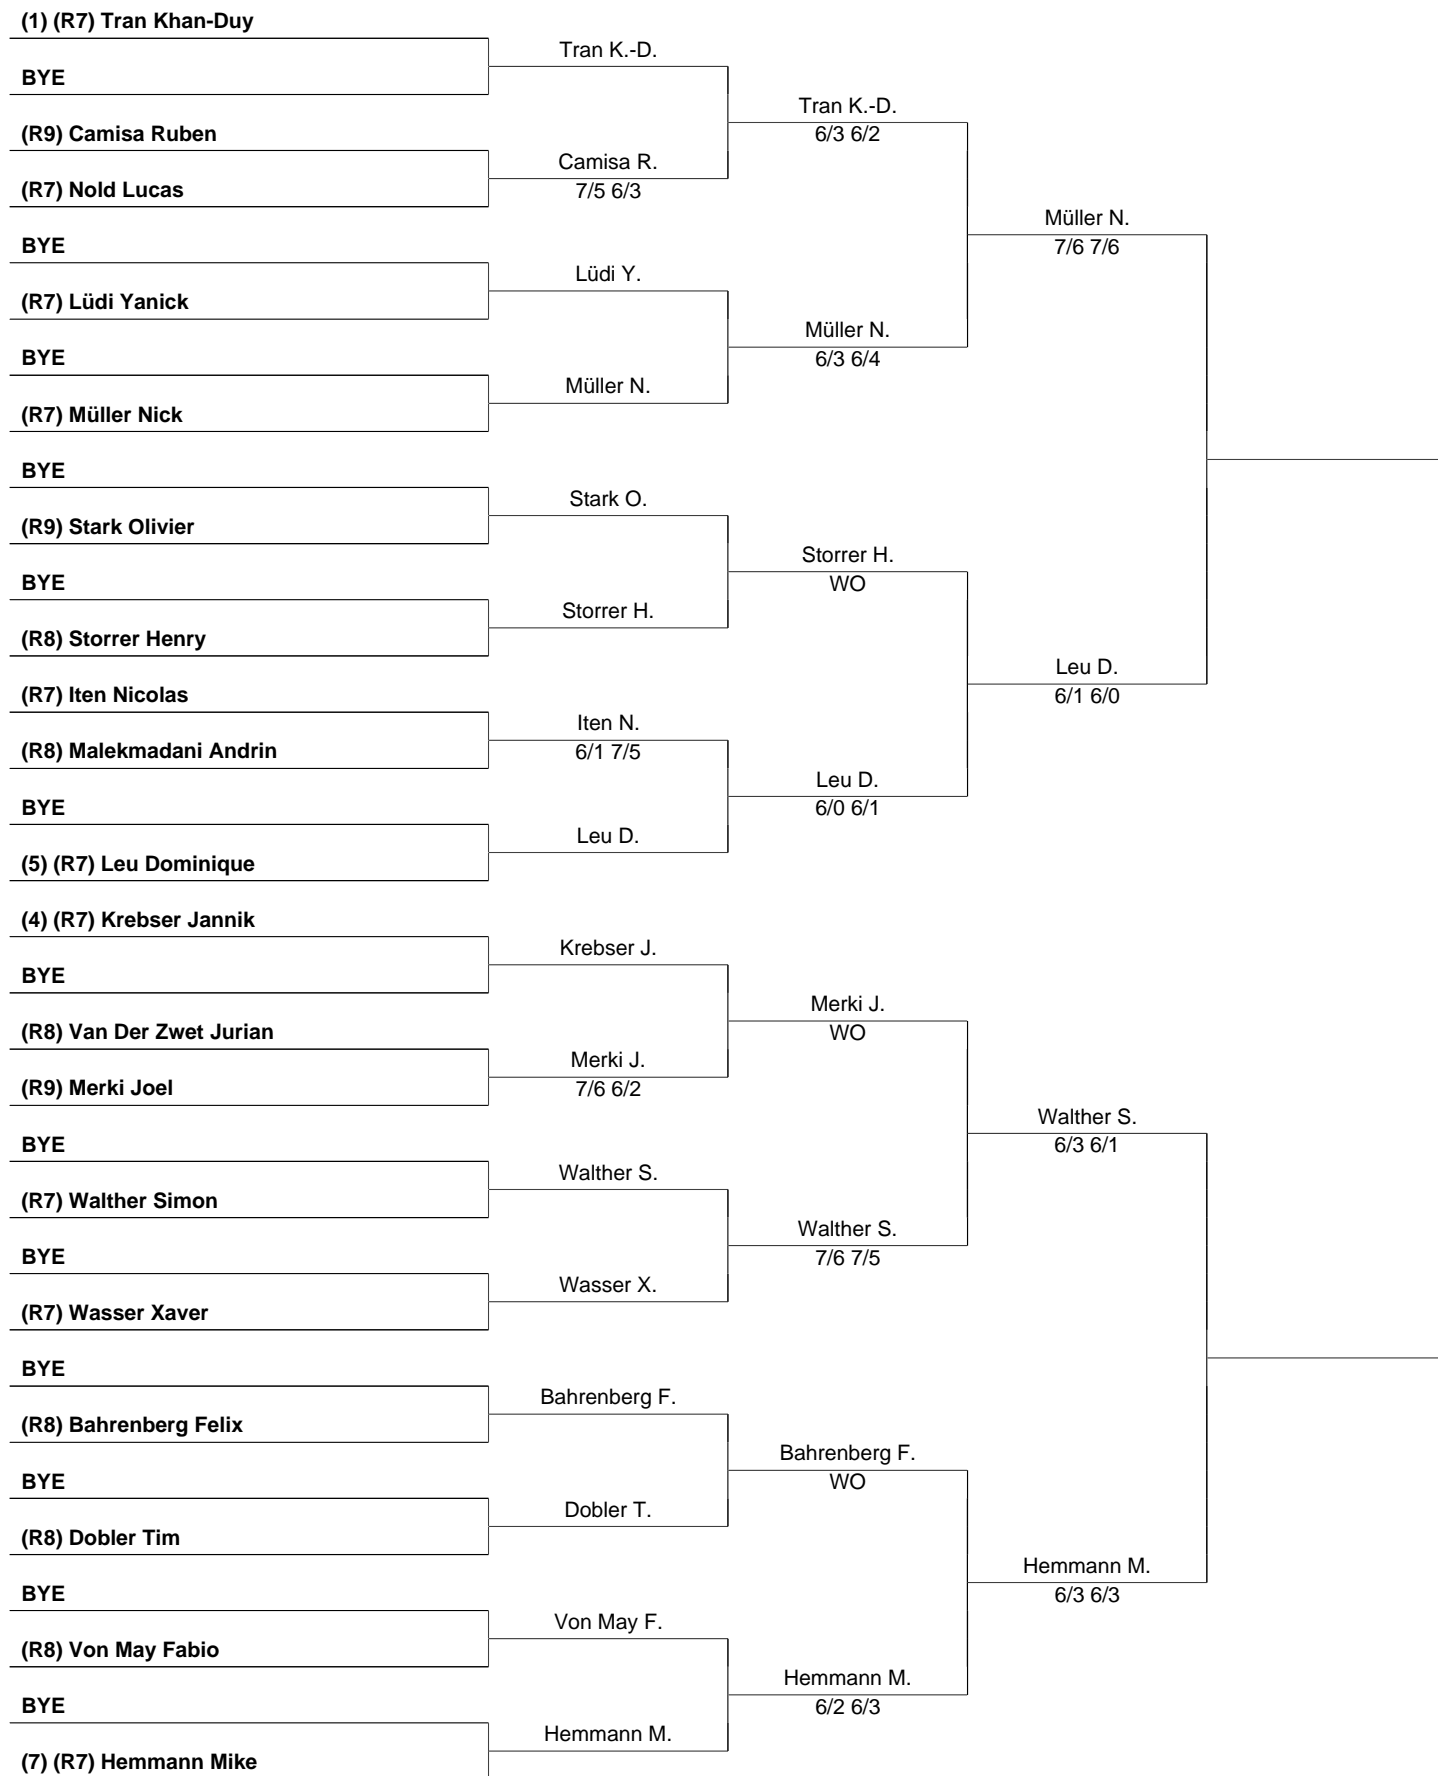 (1) (R7) Tran Khan-Duy
BYE
(R9) Camisa Ruben
(R7) Nold Lucas
BYE
(R7) Lüdi Yanick
BYE
(R7) Müller Nick
BYE
(R9) Stark Olivier
BYE
(R8) Storrer Henry
(R7) Iten Nicolas
(R8) Malekmadani Andrin
BYE
(5) (R7) Leu Dominique
(4) (R7) Krebser Jannik
BYE
(R8) Van Der Zwet Jurian
(R9) Merki Joel
BYE
(R7) Walther Simon
BYE
(R7) Wasser Xaver
BYE
(R8) Bahrenberg Felix
BYE
(R8) Dobler Tim
BYE
(R8) Von May Fabio
BYE
(7) (R7) Hemmann Mike
Tran K.-D.
Camisa R.
7/5 6/3
Lüdi Y.
Müller N.
Stark O.
Storrer H.
Iten N.
6/1 7/5
Leu D.
Krebser J.
Merki J.
7/6 6/2
Walther S.
Wasser X.
Bahrenberg F.
Dobler T.
Von May F.
Hemmann M.
Tran K.-D.
6/3 6/2
Müller N.
6/3 6/4
Storrer H.
WO
Leu D.
6/0 6/1
Merki J.
WO
Walther S.
7/6 7/5
Bahrenberg F.
WO
Hemmann M.
6/2 6/3
Müller N.
7/6 7/6
Leu D.
6/1 6/0
Walther S.
6/3 6/1
Hemmann M.
6/3 6/3